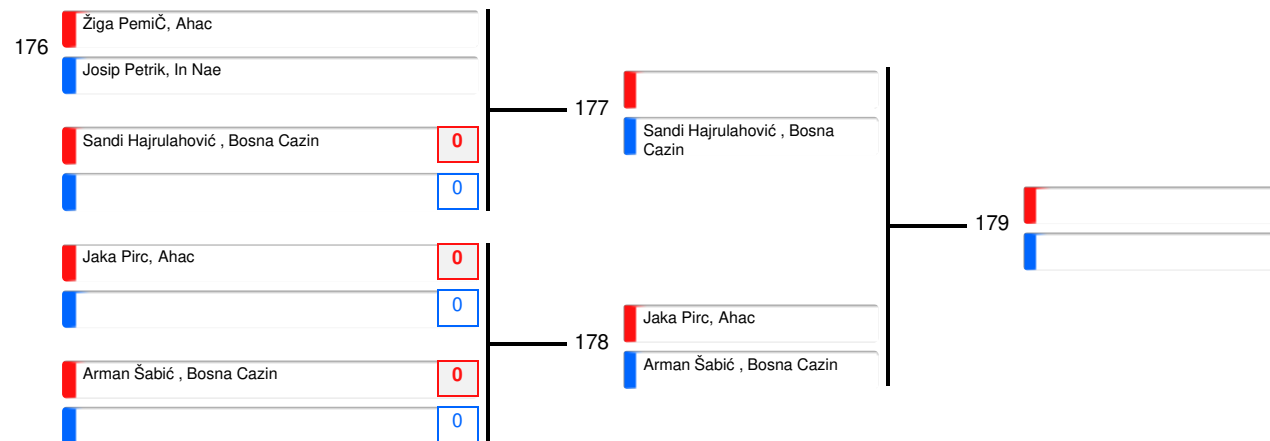 176
Žiga PemiČ, Ahac
Josip Petrik, In Nae
Sandi Hajrulahović , Bosna Cazin
0
0
Jaka Pirc, Ahac
0
0
Arman Šabić , Bosna Cazin
0
0
177
Sandi Hajrulahović , Bosna
Cazin
178
Jaka Pirc, Ahac
Arman Šabić , Bosna Cazin
179